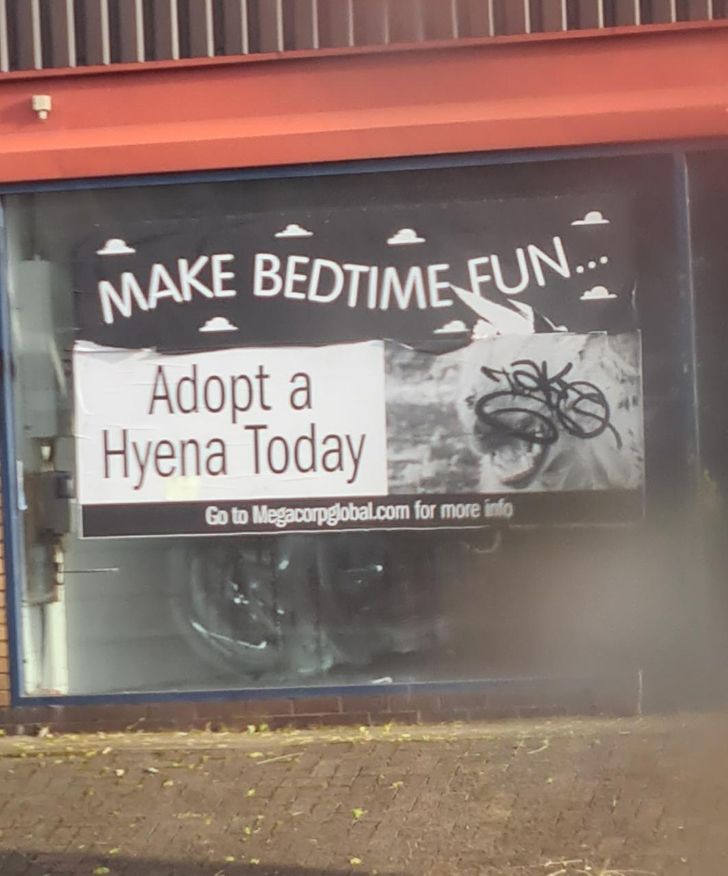 MAKE BEDTIME FUN...
Adopt a
Hyena Today
Go to Megacorpglobal.com for more info